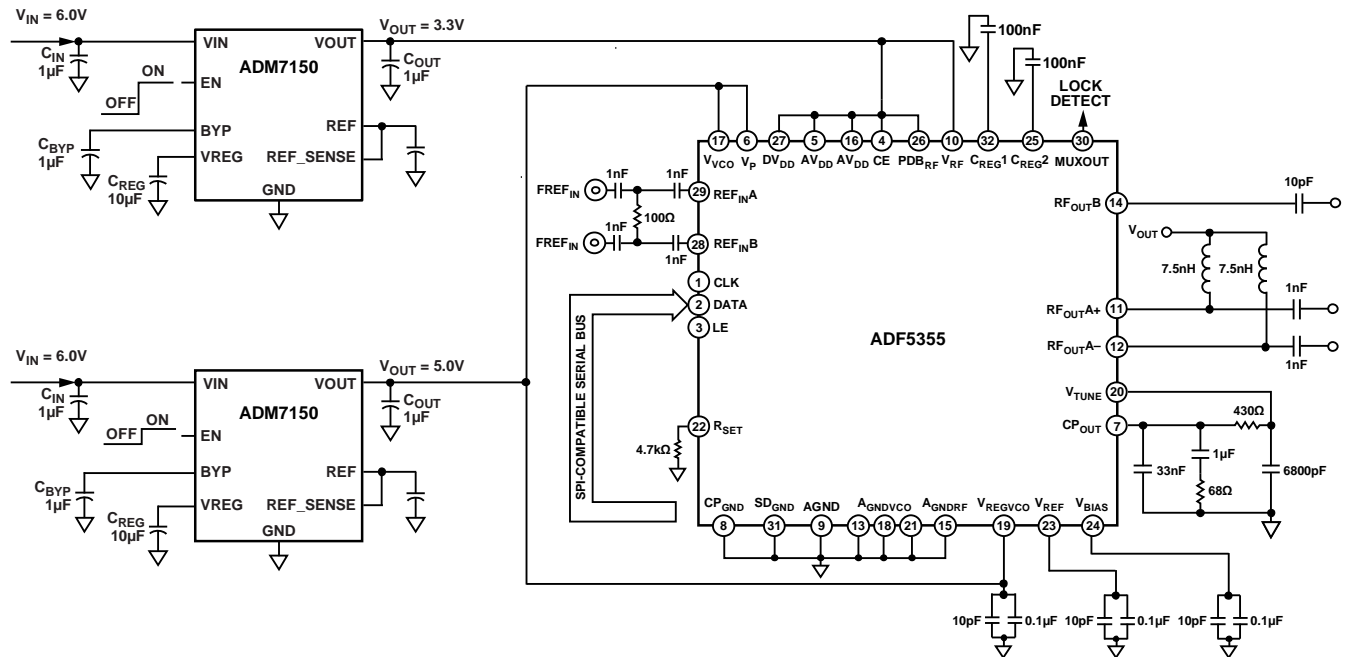 V_IN = 6.0V
C_IN
1µF
ON
OFF
C_BYP
1µF
C_REG
10µF
VIN
EN
BYP
VREG
GND
ADM7150
VOUT
REF
REF_SENSE
V_OUT = 3.3V
C_OUT
1µF
100nF
100nF
LOCK
DETECT
17 6 27 5 16 4 26 10 32 25 30
V_VCO V_P DV_DD AV_DD AV_DD CE PDB_RF V_RF C_REG1 C_REG2 MUXOUT
FREF_IN
1nF
1nF
29
REF_INA
100Ω
FREF_IN
1nF
1nF
28
REF_INB
1
CLK
2
DATA
3
LE
SPI-COMPATIBLE SERIAL BUS
ADF5355
RF_OUTB
14
10pF
V_OUT
7.5nH
7.5nH
RF_OUTA+
11
1nF
RF_OUTA−
12
1nF
V_TUNE
20
CP_OUT
7
430Ω
33nF
1µF
68Ω
6800pF
22
R_SET
4.7kΩ
V_IN = 6.0V
C_IN
1µF
ON
OFF
C_BYP
1µF
C_REG
10µF
VIN
EN
BYP
VREG
GND
ADM7150
VOUT
REF
REF_SENSE
V_OUT = 5.0V
C_OUT
1µF
CP_GND SD_GND AGND A_GNDVCO A_GNDRF V_REGVCO V_REF V_BIAS
8 31 9 13 18 21 15 19 23 24
10pF 0.1µF 10pF 0.1µF 10pF 0.1µF